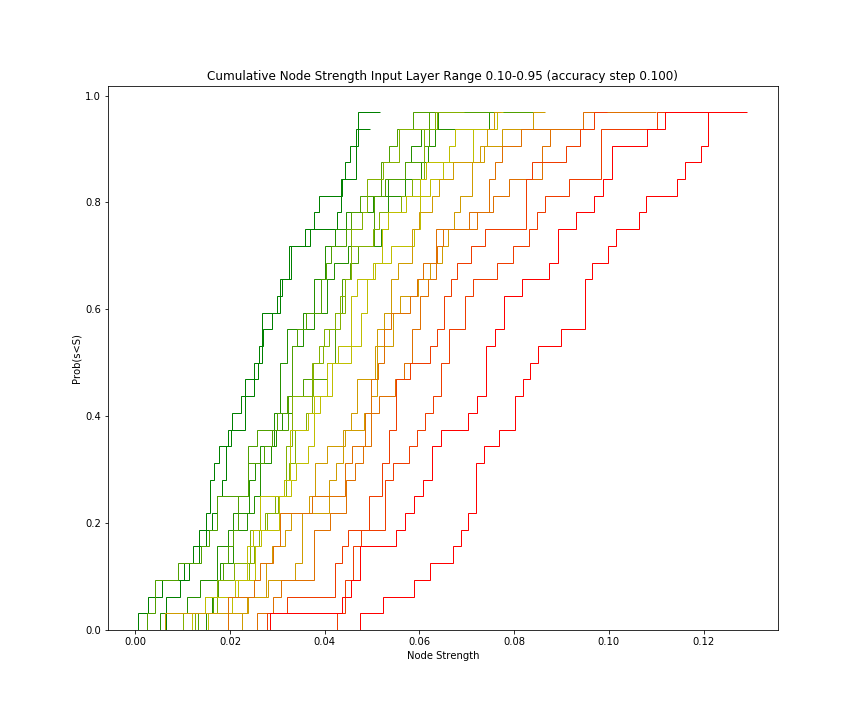 Cumulative Node Strength Input Layer Range 0.10-0.95 (accuracy step 0.100)
1.0
0.8
0.6
0.4
0.2
0.0
Prob(s<S)
0.00 0.02 0.04 0.06 0.08 0.10 0.12
Node Strength